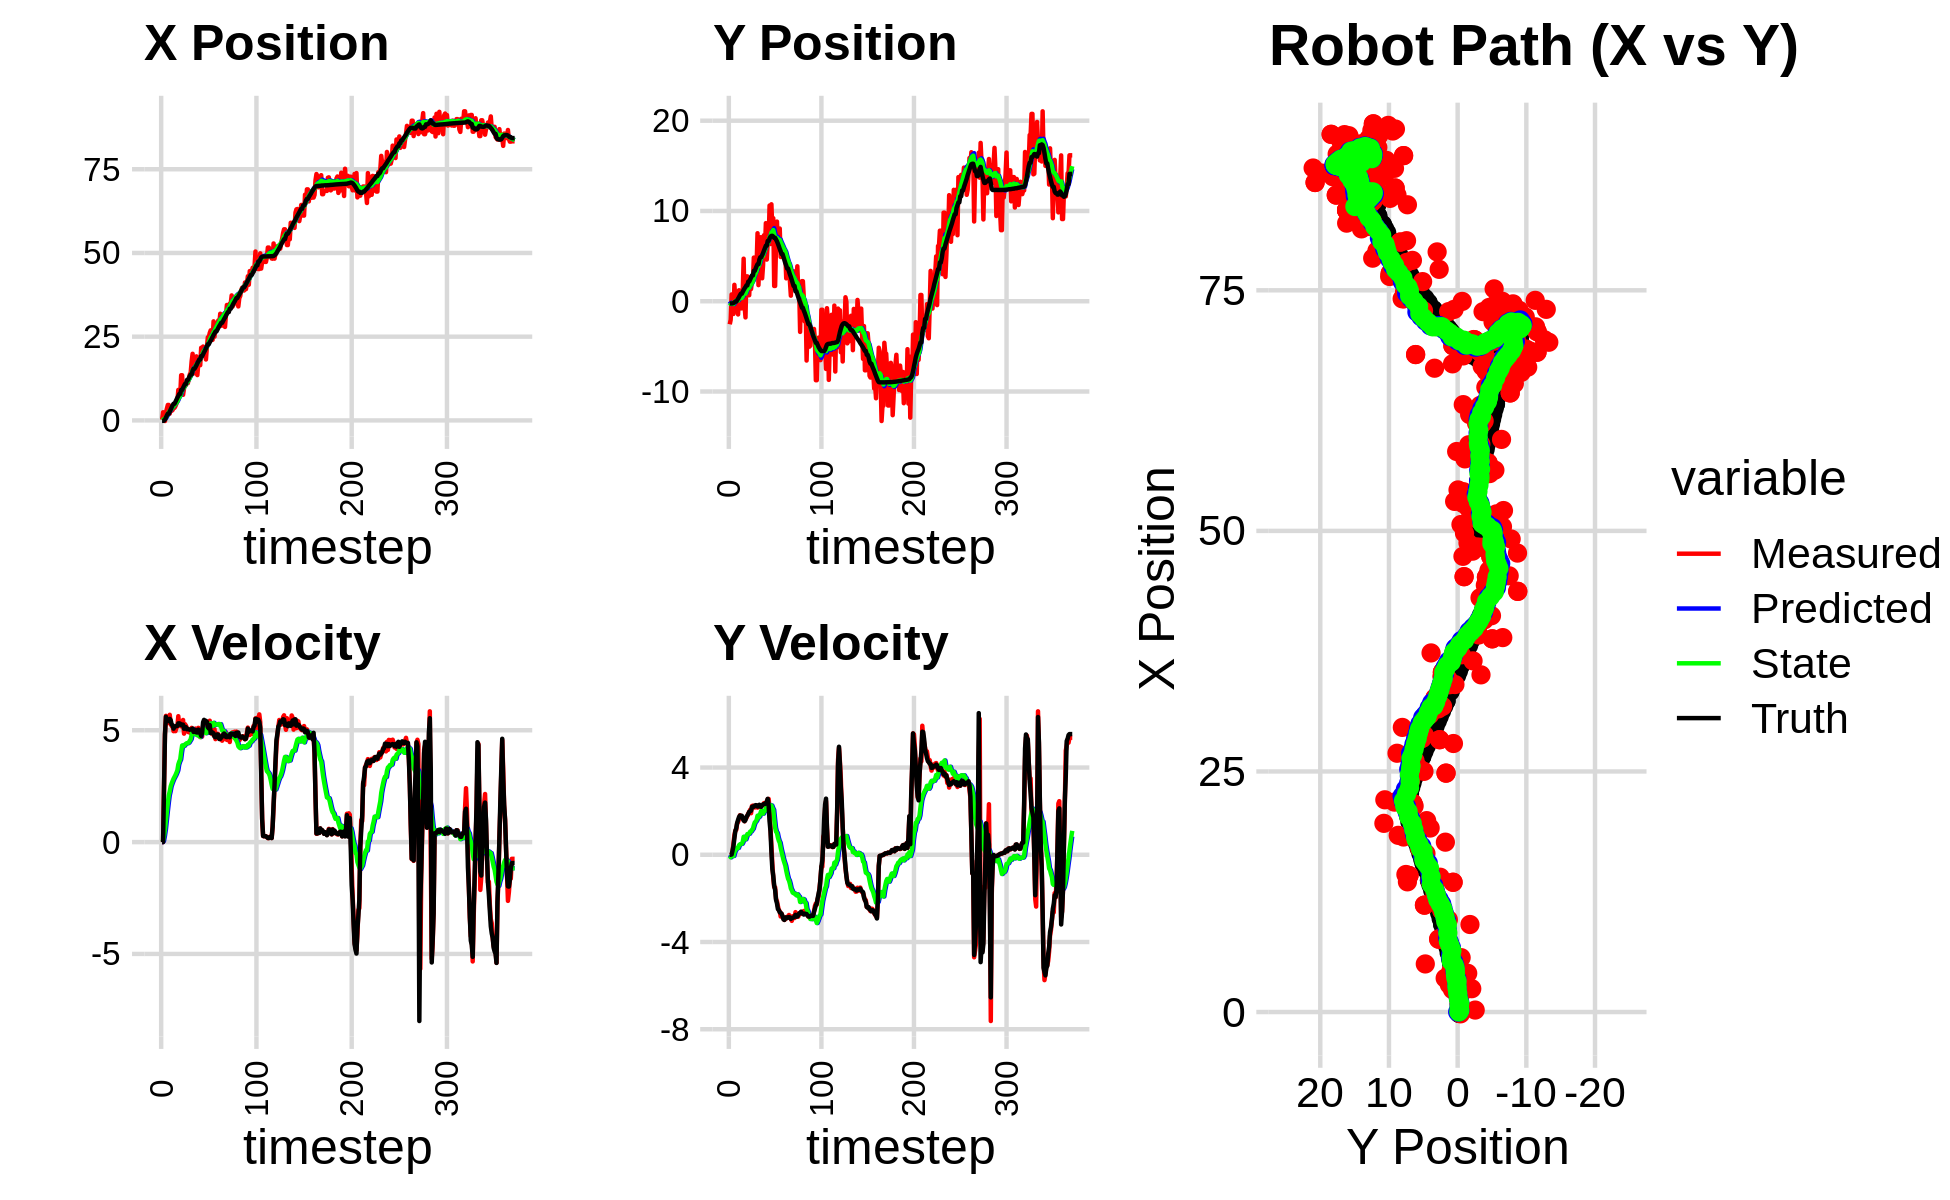 X Position
75
50
25
0
0
100
200
300
timestep
Y Position
20
10
0
-10
0
100
200
300
timestep
X Velocity
5
0
-5
0
100
200
300
timestep
Y Velocity
4
0
-4
-8
0
100
200
300
timestep
Robot Path (X vs Y)
X Position
75
50
25
0
20 10 0 -10 -20
Y Position
variable
Measured
Predicted
State
Truth